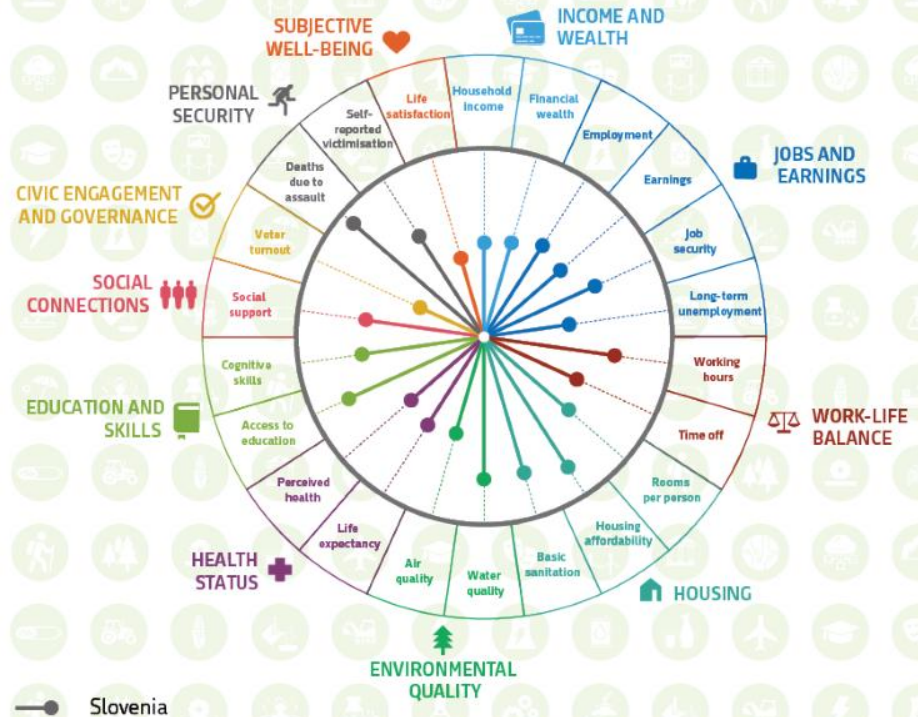 INCOME AND
WEALTH
SUBJECTIVE
WELL-BEING
PERSONAL
SECURITY
CIVIC ENGAGEMENT
AND GOVERNANCE
SOCIAL
CONNECTIONS
EDUCATION AND
SKILLS
HEALTH
STATUS
ENVIRONMENTAL
QUALITY
HOUSING
WORK-LIFE
BALANCE
JOBS AND
EARNINGS
Household
income
Financial
wealth
Employment
Earnings
Job
security
Long-term
unemployment
Working
hours
Time off
Rooms
per person
Housing
affordability
Basic
sanitation
Water
quality
Air
quality
Life
expectancy
Perceived
health
Access to
education
Cognitive
skills
Social
support
Voter
turnout
Deaths
due to
assault
Self-
reported
victimisation
Life
satisfaction
Slovenia